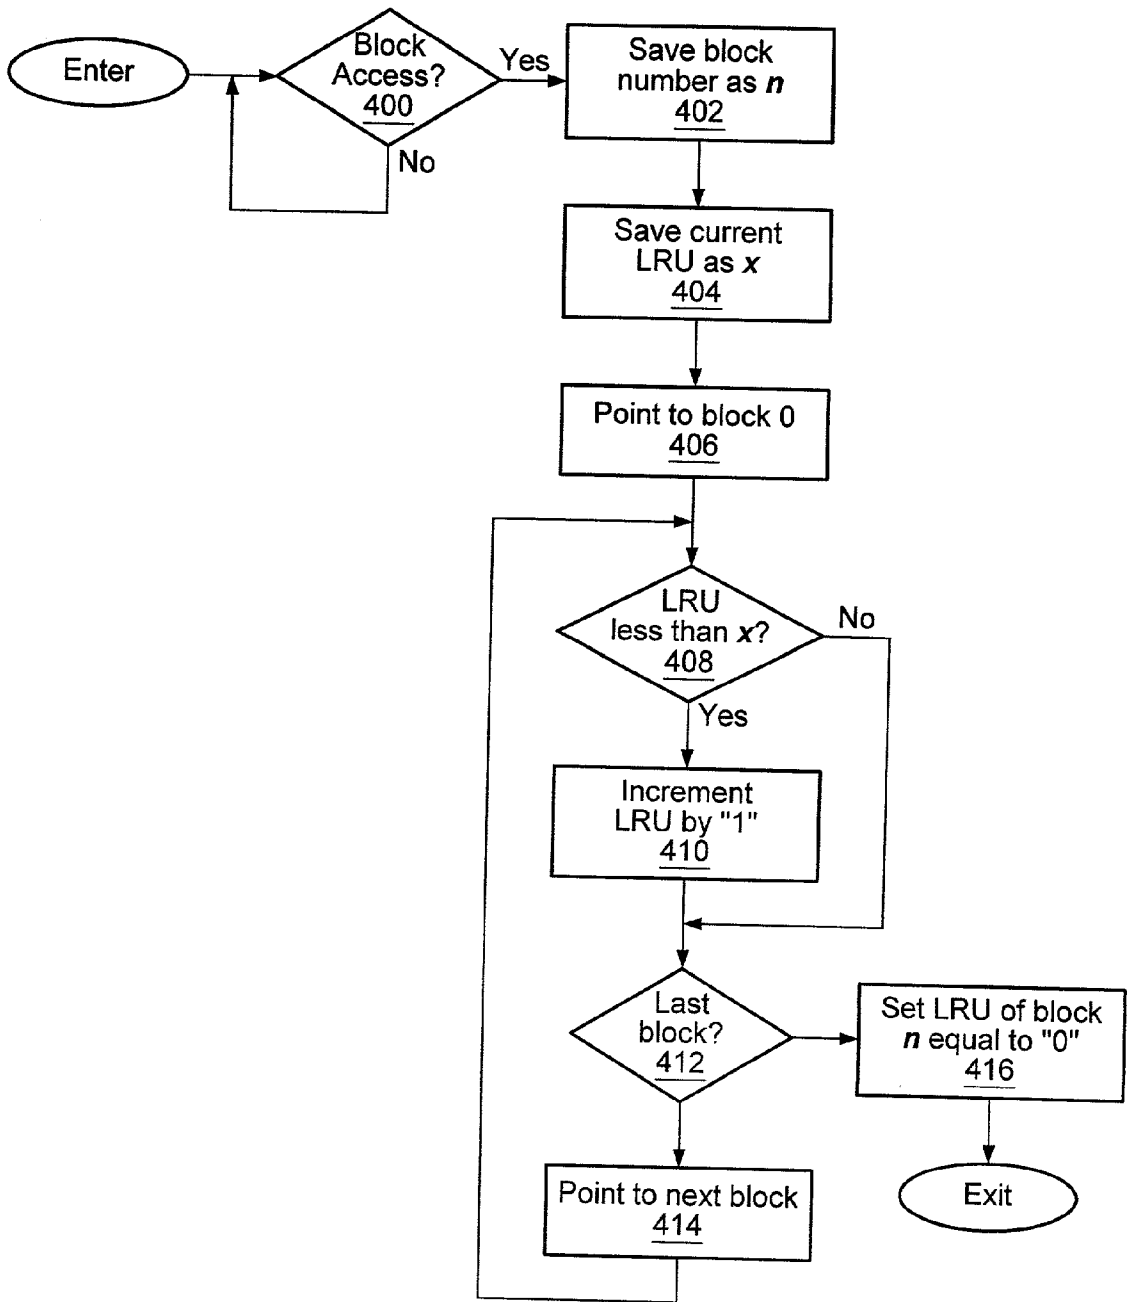 Enter
Block
Access?
400
Yes
No
Save block
number as n
402
Save current
LRU as x
404
Point to block 0
406
LRU
less than x?
408
No
Yes
Increment
LRU by "1"
410
Last
block?
412
Set LRU of block
n equal to "0"
416
Point to next block
414
Exit